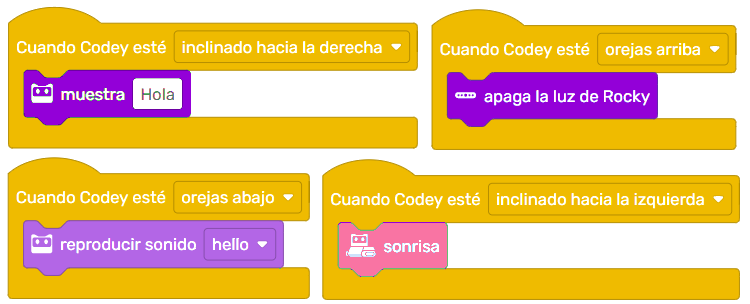 Cuando Codey esté inclinado hacia la derecha
muestra Hola
Cuando Codey esté orejas arriba
apaga la luz de Rocky
Cuando Codey esté orejas abajo
reproducir sonido hello
Cuando Codey esté inclinado hacia la izquierda
sonrisa